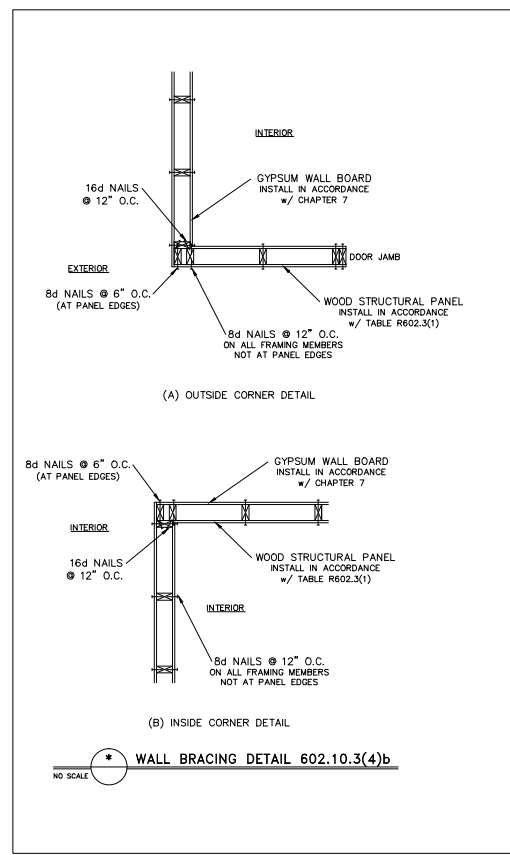 INTERIOR
16d NAILS
@ 12" O.C.
GYPSUM WALL BOARD
INSTALL IN ACCORDANCE
w/ CHAPTER 7
DOOR JAMB
EXTERIOR
8d NAILS @ 6" O.C.
(AT PANEL EDGES)
WOOD STRUCTURAL PANEL
INSTALL IN ACCORDANCE
w/ TABLE R602.3(1)
8d NAILS @ 12" O.C.
ON ALL FRAMING MEMBERS
NOT AT PANEL EDGES
(A) OUTSIDE CORNER DETAIL
8d NAILS @ 6" O.C.
(AT PANEL EDGES)
GYPSUM WALL BOARD
INSTALL IN ACCORDANCE
w/ CHAPTER 7
INTERIOR
16d NAILS
@ 12" O.C.
WOOD STRUCTURAL PANEL
INSTALL IN ACCORDANCE
w/ TABLE R602.3(1)
INTERIOR
8d NAILS @ 12" O.C.
ON ALL FRAMING MEMBERS
NOT AT PANEL EDGES
(B) INSIDE CORNER DETAIL
* WALL BRACING DETAIL 602.10.3(4)b
NO SCALE